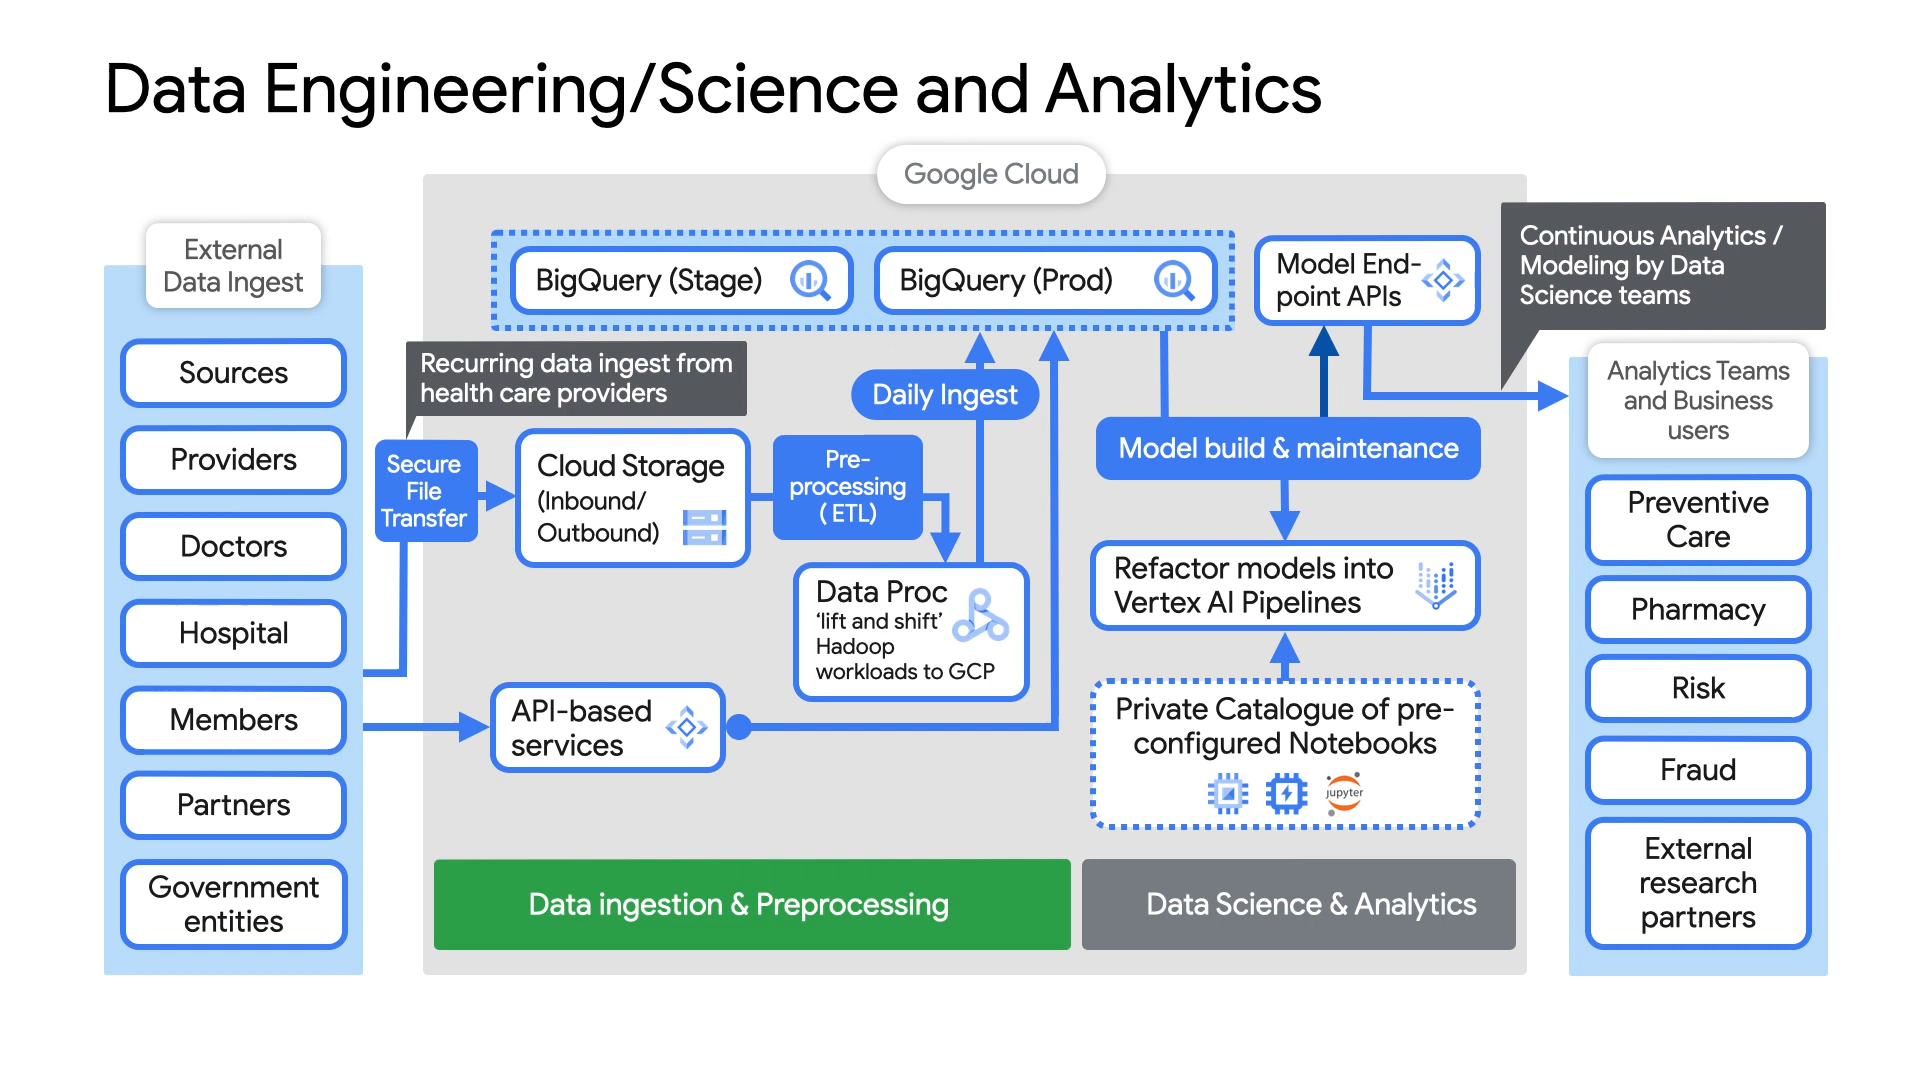 Data Engineering/Science and Analytics
Google Cloud
External
Data Ingest
Sources
Providers
Doctors
Hospital
Members
Partners
Government
entities
Recurring data ingest from
health care providers
Secure
File
Transfer
Cloud Storage
(Inbound/
Outbound)
Pre-
processing
( ETL)
Data Proc
‘lift and shift’
Hadoop
workloads to GCP
API-based
services
BigQuery (Stage)
BigQuery (Prod)
Daily Ingest
Model End-
point APIs
Model build & maintenance
Refactor models into
Vertex AI Pipelines
Private Catalogue of pre-
configured Notebooks
jupyter
Data ingestion & Preprocessing
Data Science & Analytics
Continuous Analytics /
Modeling by Data
Science teams
Analytics Teams
and Business
users
Preventive
Care
Pharmacy
Risk
Fraud
External
research
partners